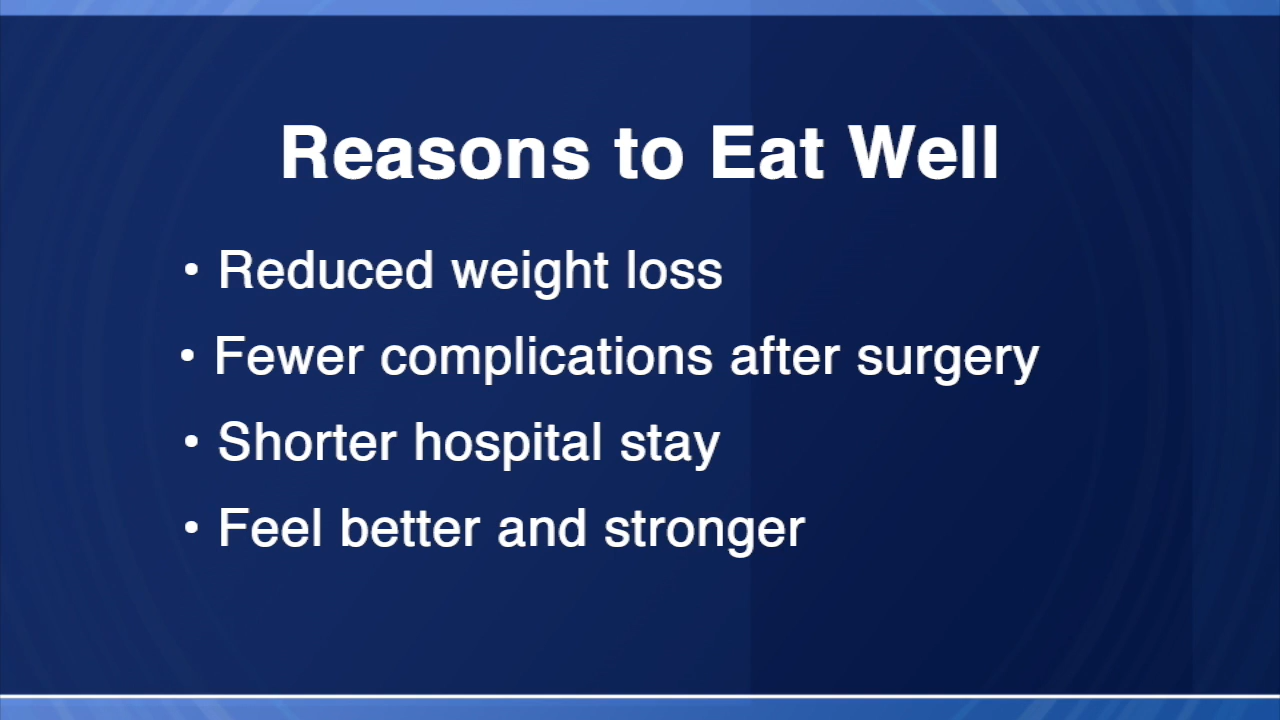 Reasons to Eat Well
• Reduced weight loss
• Fewer complications after surgery
• Shorter hospital stay
• Feel better and stronger